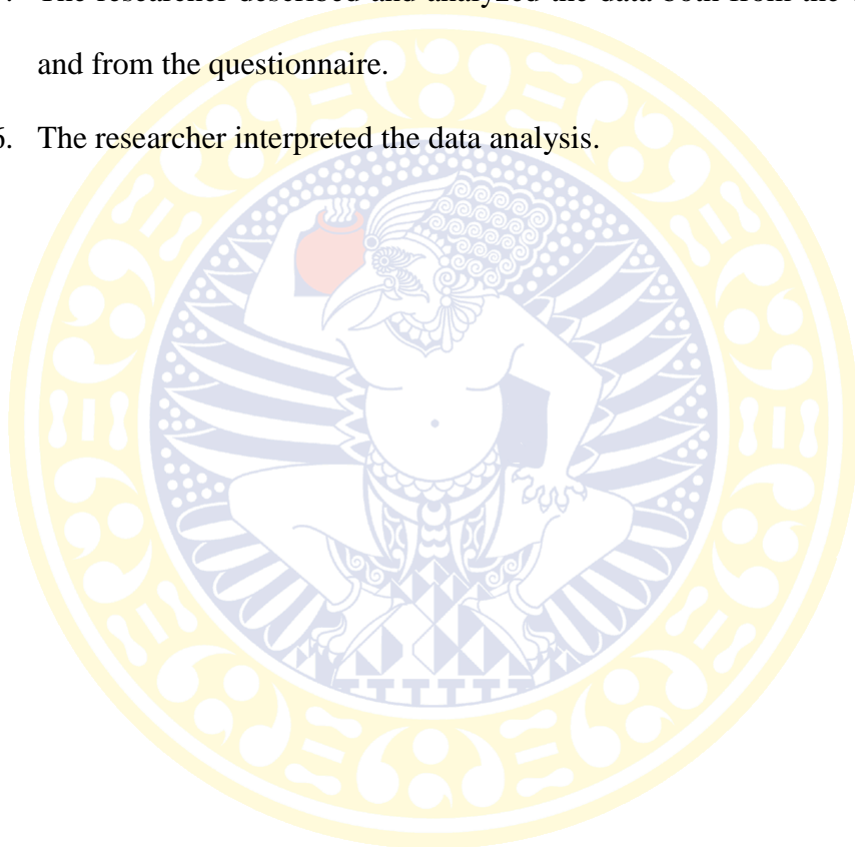 The researcher described and analyzed the data both from the
and from the questionnaire.
6. The researcher interpreted the data analysis.